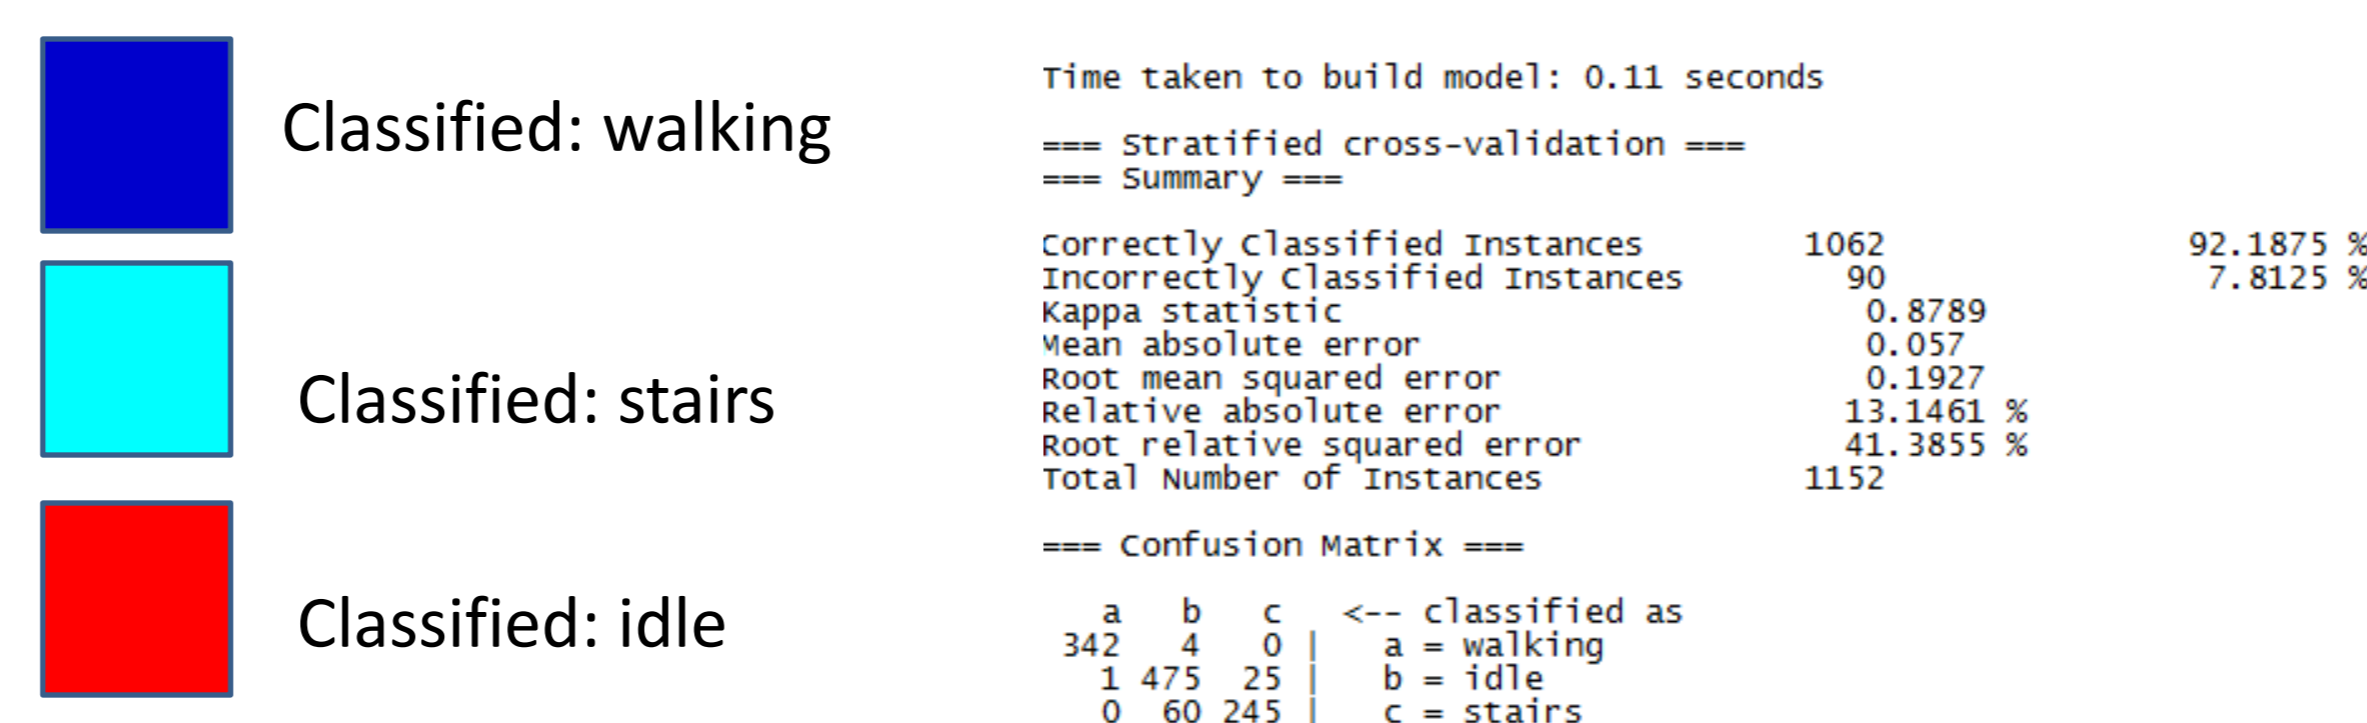 Classified: walking
Classified: stairs
Classified: idle
Time taken to build model: 0.11 seconds
=== Stratified cross-validation ===
=== Summary ===
Correctly Classified Instances 1062 92.1875 %
Incorrectly Classified Instances 90 7.8125 %
Kappa statistic 0.8789
Mean absolute error 0.057
Root mean squared error 0.1927
Relative absolute error 13.1461 %
Root relative squared error 41.3855 %
Total Number of Instances 1152
=== Confusion Matrix ===
a b c <-- classified as
342 4 0 | a = walking
1 475 25 | b = idle
0 60 245 | c = stairs